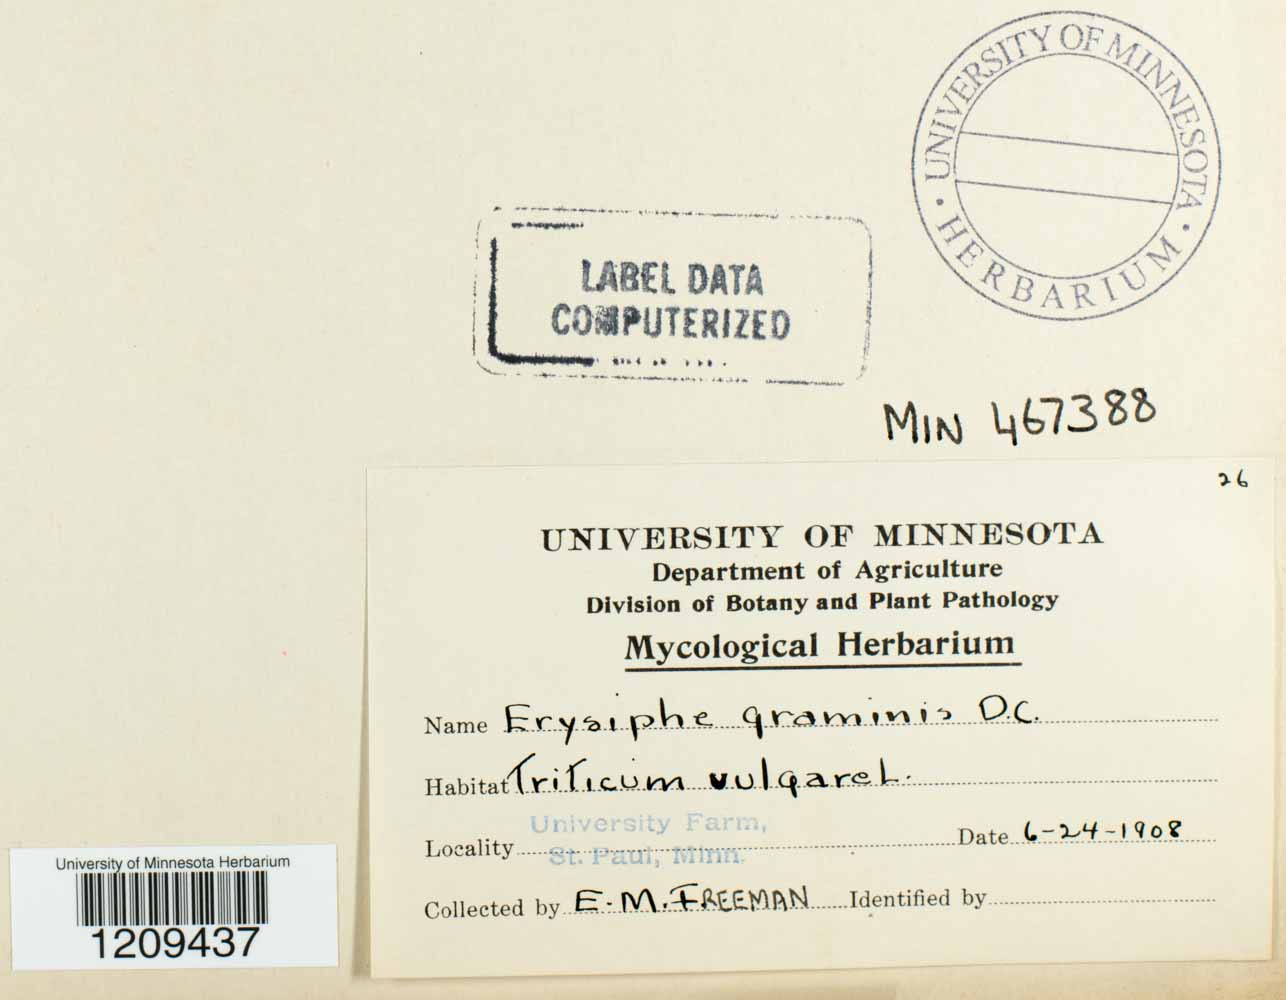 UNIVERSITY OF MINNESOTA
· HERBARIUM ·
LABEL DATA
COMPUTERIZED
MIN 467388
26
UNIVERSITY OF MINNESOTA
Department of Agriculture
Division of Botany and Plant Pathology
Mycological Herbarium
Name Erysiphe graminis D.C.
Habitat Triticum vulgare L.
Locality University Farm, St. Paul, Minn. Date 6-24-1908
Collected by E. M. FREEMAN Identified by
University of Minnesota Herbarium
1209437